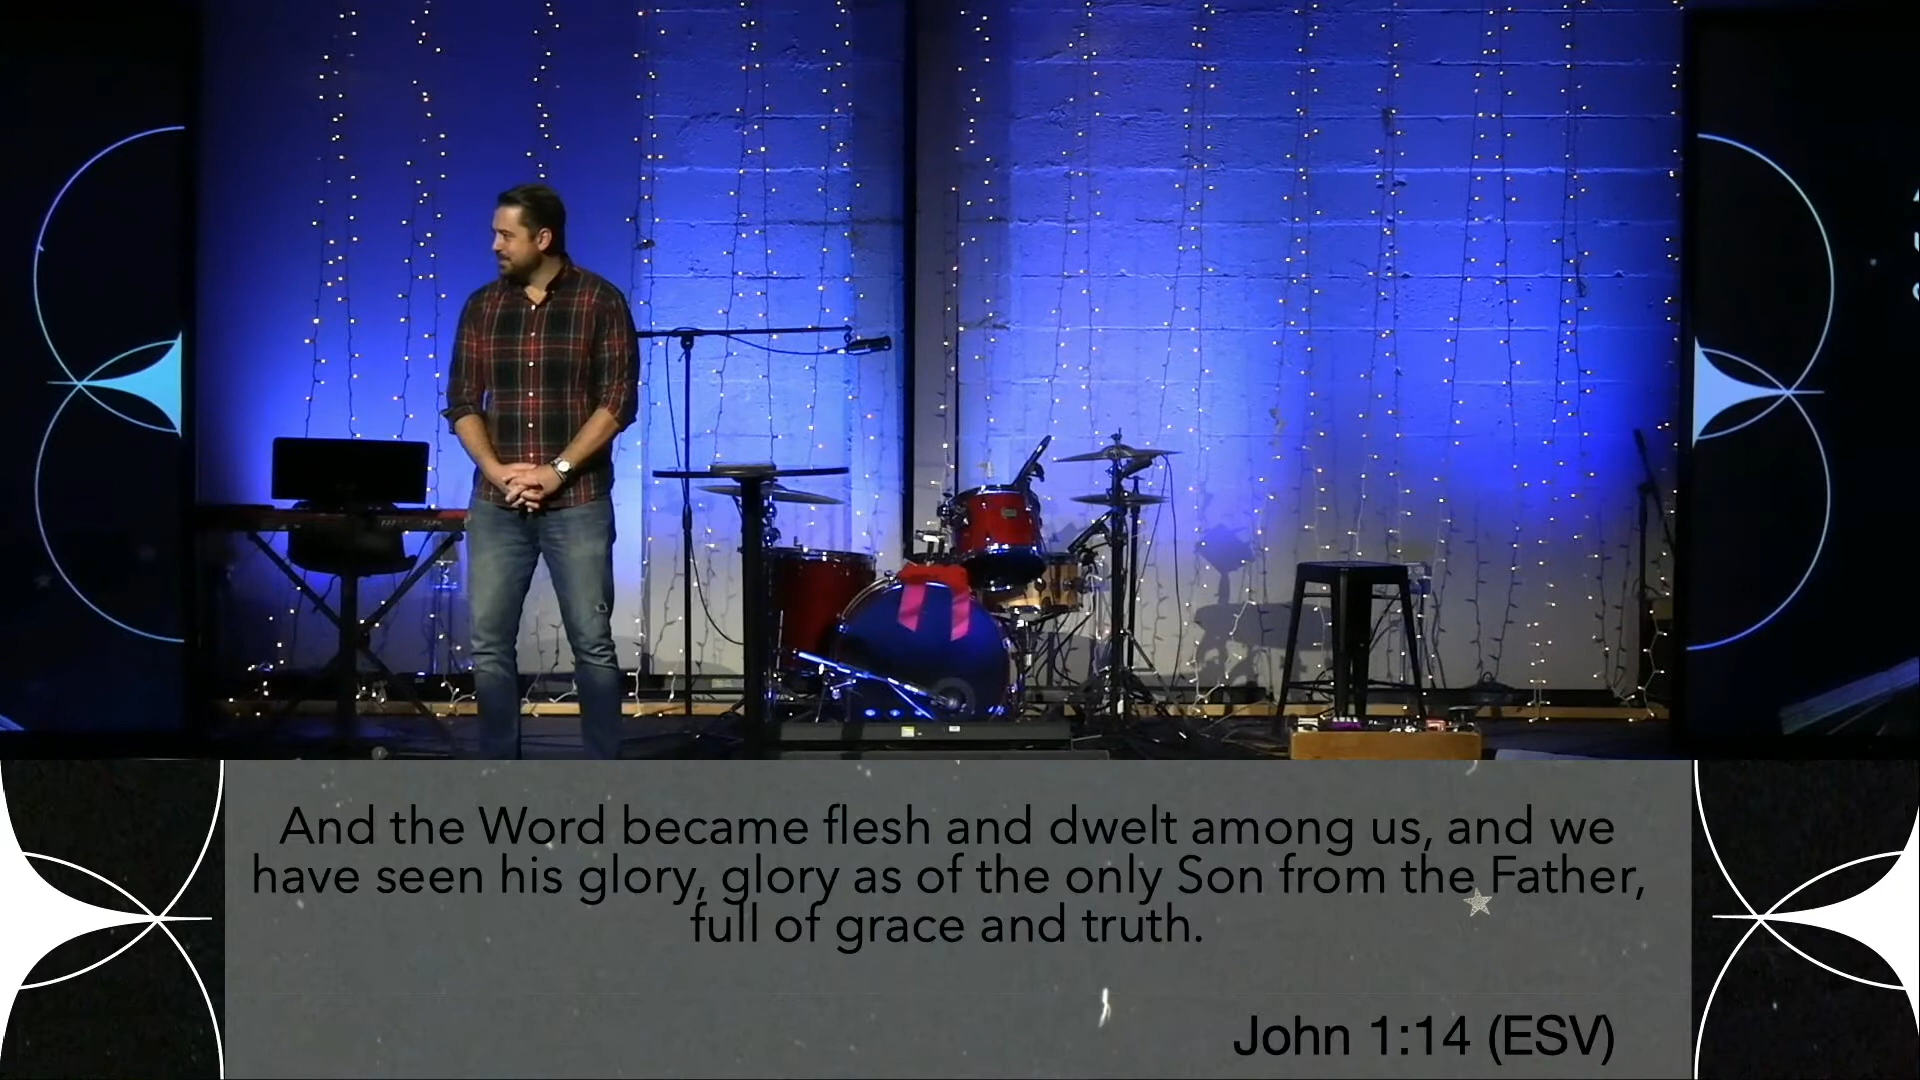 And the Word became flesh and dwelt among us, and we
have seen his glory, glory as of the only Son from the Father,
full of grace and truth.
John 1:14 (ESV)